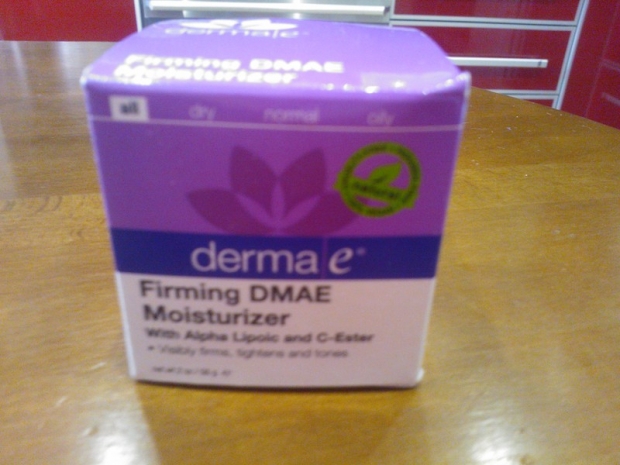 derma e
Firming DMAE
Moisturizer
all dry normal oily
natural
derma e®
Firming DMAE
Moisturizer
With Alpha Lipoic and C-Ester
• Visibly firms, tightens and tones